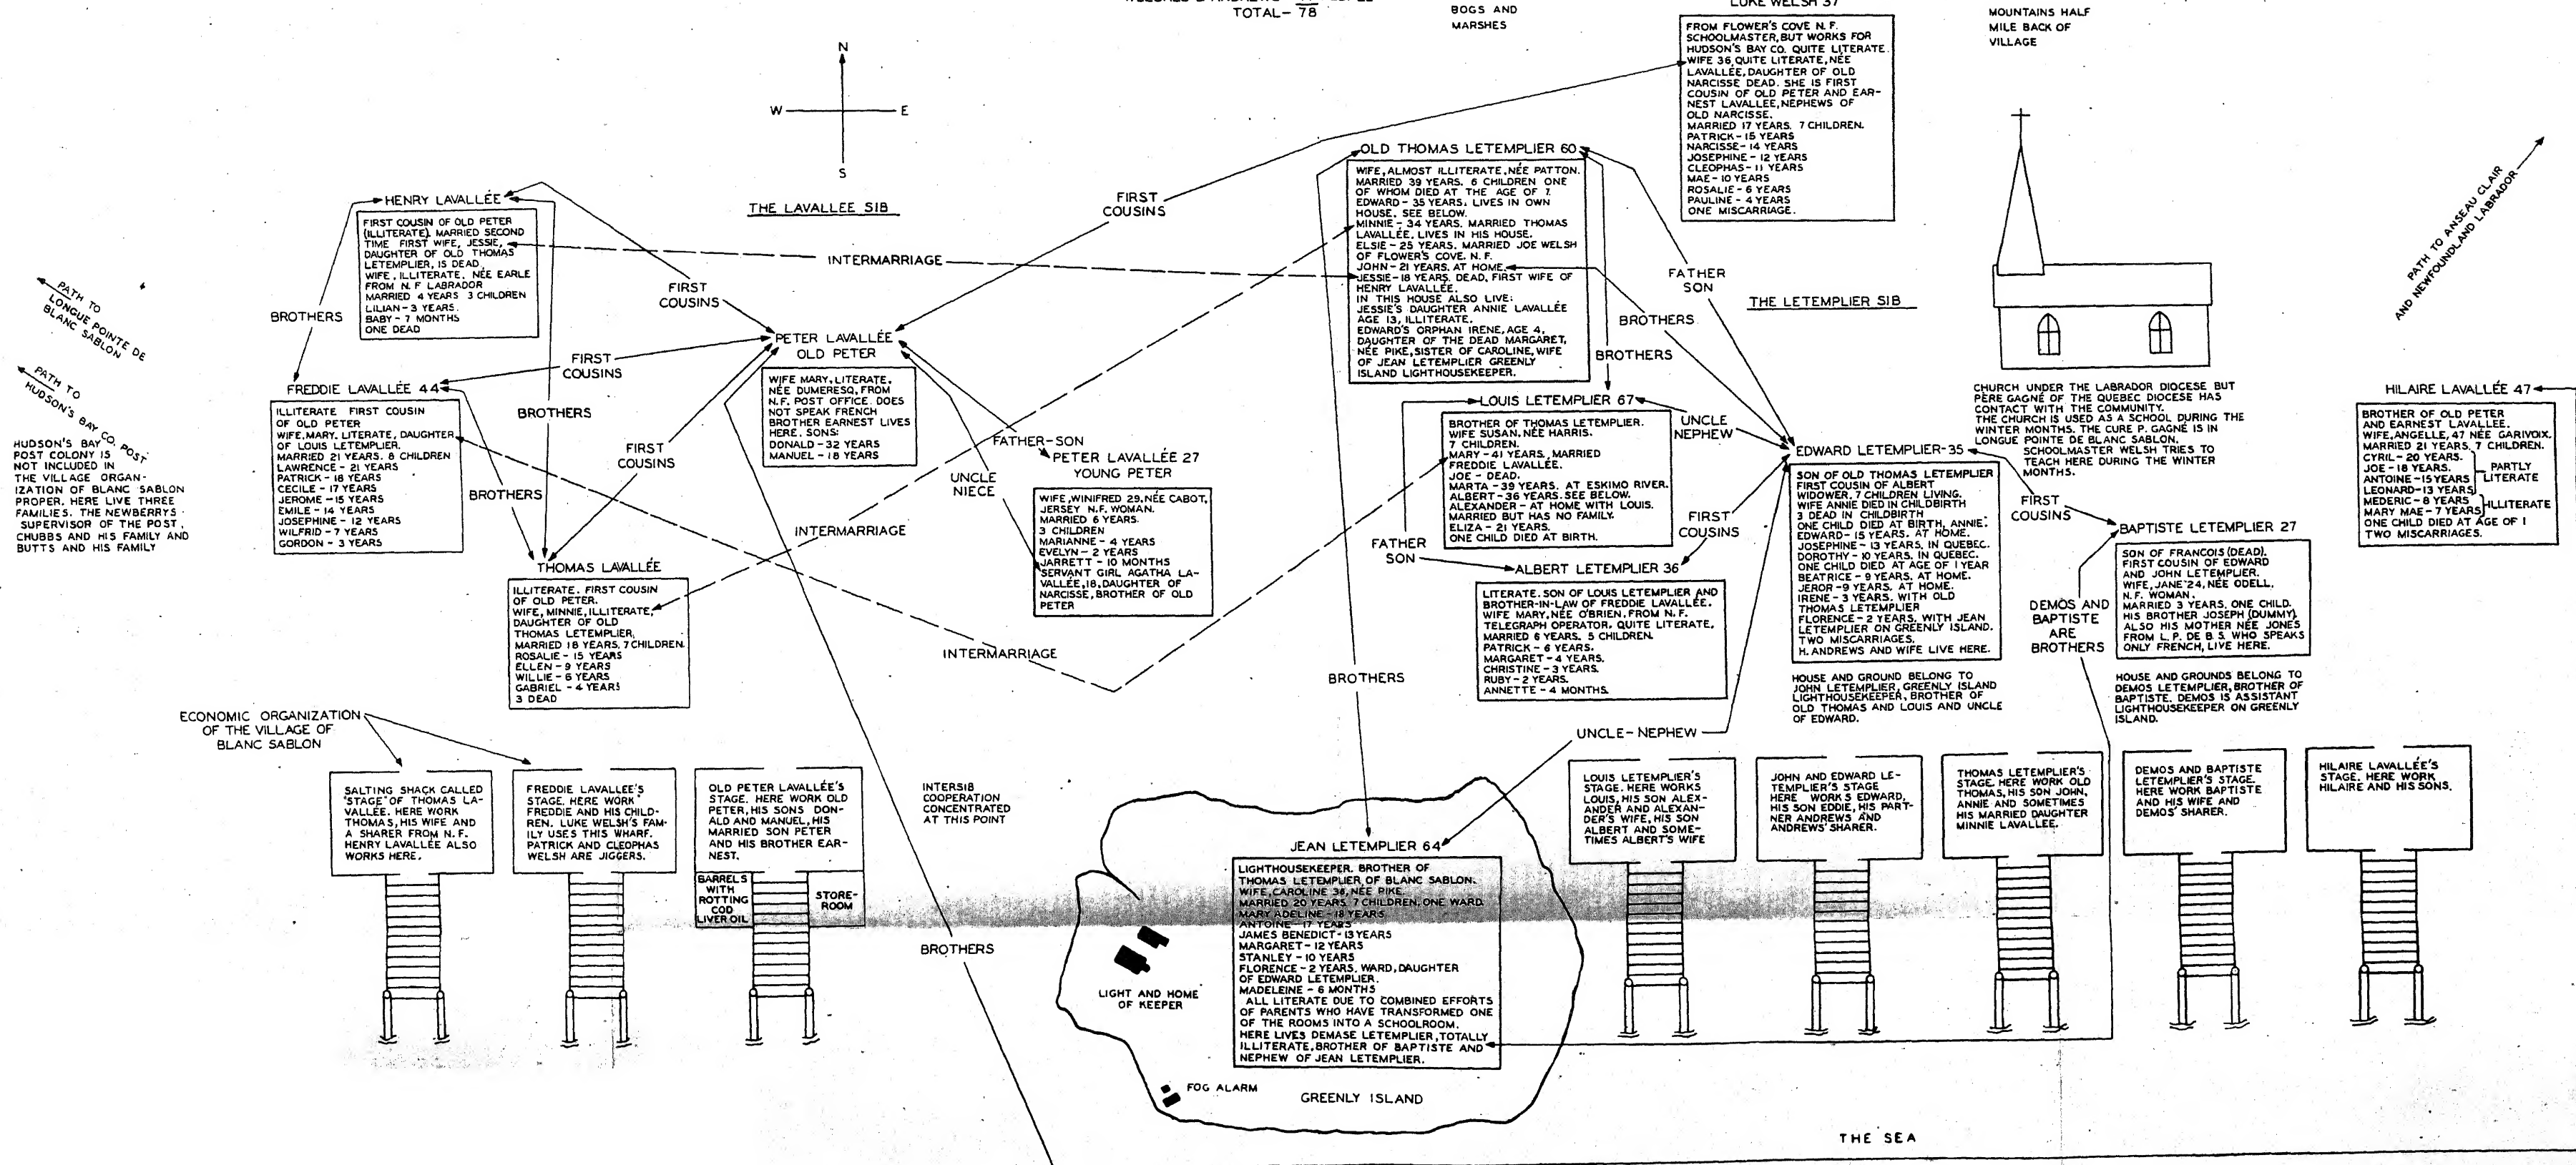 TOTAL- 78
BOGS AND
MARSHES
LUKE WELSH 37
MOUNTAINS HALF
MILE BACK OF
VILLAGE
FROM FLOWER'S COVE N. F.
SCHOOLMASTER, BUT WORKS FOR
HUDSON'S BAY CO. QUITE LITERATE.
WIFE 36, QUITE LITERATE, NÉE
LAVALLÉE, DAUGHTER OF OLD
NARCISSE DEAD. SHE IS FIRST
COUSIN OF OLD PETER AND EAR-
NEST LAVALLEE, NEPHEWS OF
OLD NARCISSE.
MARRIED 17 YEARS. 7 CHILDREN.
PATRICK - 15 YEARS
NARCISSE - 14 YEARS
JOSEPHINE - 12 YEARS
CLEOPHAS - 11 YEARS
MAE - 10 YEARS
ROSALIE - 6 YEARS
PAULINE - 4 YEARS
ONE MISCARRIAGE.
N
W
E
S
THE LAVALLÉE SIB
HENRY LAVALLÉE
FIRST COUSIN OF OLD PETER
(ILLITERATE). MARRIED SECOND
TIME FIRST WIFE, JESSIE,
DAUGHTER OF OLD THOMAS
LETEMPLIER, IS DEAD
WIFE, ILLITERATE. NÉE EARLE
FROM N. F LABRADOR
MARRIED 4 YEARS 3 CHILDREN
LILIAN - 3 YEARS.
BABY - 7 MONTHS
ONE DEAD
INTERMARRIAGE
FIRST
COUSINS
FIRST
COUSINS
BROTHERS
PATH TO
LONGUE POINTE DE
BLANC SABLON
PATH TO
HUDSON'S BAY CO. POST
HUDSON'S BAY
POST COLONY IS
NOT INCLUDED IN
THE VILLAGE ORGAN-
IZATION OF BLANC SABLON
PROPER. HERE LIVE THREE
FAMILIES. THE NEWBERRYS
SUPERVISOR OF THE POST,
CHUBBS AND HIS FAMILY AND
BUTTS AND HIS FAMILY
FREDDIE LAVALLÉE 44
ILLITERATE FIRST COUSIN
OF OLD PETER
WIFE, MARY. LITERATE, DAUGHTER
OF LOUIS LETEMPLIER.
MARRIED 21 YEARS. 8 CHILDREN
LAWRENCE - 21 YEARS
PATRICK - 18 YEARS
CECILE - 17 YEARS
JEROME - 15 YEARS
EMILE - 14 YEARS
JOSEPHINE - 12 YEARS
WILFRID - 7 YEARS
GORDON - 3 YEARS
FIRST
COUSINS
BROTHERS
BROTHERS
FIRST
COUSINS
PETER LAVALLÉE
OLD PETER
WIFE MARY, LITERATE.
NÉE DUMERESQ, FROM
N.F. POST OFFICE. DOES
NOT SPEAK FRENCH
BROTHER EARNEST LIVES
HERE. SONS:
DONALD - 32 YEARS
MANUEL - 18 YEARS
FATHER-SON
UNCLE
NIECE
PETER LAVALLÉE 27
YOUNG PETER
WIFE, WINIFRED 29, NÉE CABOT,
JERSEY N.F. WOMAN.
MARRIED 6 YEARS.
3 CHILDREN
MARIANNE - 4 YEARS
EVELYN - 2 YEARS
JARRETT - 10 MONTHS
SERVANT GIRL AGATHA LA-
VALLÉE, 18, DAUGHTER OF
NARCISSE, BROTHER OF OLD
PETER
INTERMARRIAGE
INTERMARRIAGE
THOMAS LAVALLÉE
ILLITERATE. FIRST COUSIN
OF OLD PETER.
WIFE, MINNIE, ILLITERATE,
DAUGHTER OF OLD
THOMAS LETEMPLIER,
MARRIED 18 YEARS, 7 CHILDREN.
ROSALIE - 15 YEARS
ELLEN - 9 YEARS
WILLIE - 6 YEARS
GABRIEL - 4 YEARS
3 DEAD
OLD THOMAS LETEMPLIER 60
WIFE, ALMOST ILLITERATE, NÉE PATTON.
MARRIED 39 YEARS. 6 CHILDREN ONE
OF WHOM DIED AT THE AGE OF 7.
EDWARD - 35 YEARS. LIVES IN OWN
HOUSE. SEE BELOW.
MINNIE - 34 YEARS. MARRIED THOMAS
LAVALLÉE, LIVES IN HIS HOUSE.
ELSIE - 25 YEARS. MARRIED JOE WELSH
OF FLOWER'S COVE. N. F.
JOHN - 21 YEARS. AT HOME.
JESSIE - 18 YEARS. DEAD, FIRST WIFE OF
HENRY LAVALLÉE.
IN THIS HOUSE ALSO LIVE:
JESSIE'S DAUGHTER ANNIE LAVALLÉE
AGE 13, ILLITERATE.
EDWARD'S ORPHAN IRENE, AGE 4,
DAUGHTER OF THE DEAD MARGARET,
NÉE PIKE, SISTER OF CAROLINE, WIFE
OF JEAN LETEMPLIER GREENLY
ISLAND LIGHTHOUSEKEEPER.
FATHER
SON
BROTHERS
BROTHERS
THE LETEMPLIER SIB
PATH TO ANSEAU CLAIR
AND NEWFOUNDLAND LABRADOR
LOUIS LETEMPLIER 67
BROTHER OF THOMAS LETEMPLIER.
WIFE SUSAN, NÉE HARRIS.
7 CHILDREN.
MARY - 41 YEARS, MARRIED
FREDDIE LAVALLÉE.
JOE - DEAD.
MARTA - 39 YEARS. AT ESKIMO RIVER.
ALBERT - 36 YEARS. SEE BELOW.
ALEXANDER - AT HOME WITH LOUIS.
MARRIED BUT HAS NO FAMILY.
ELIZA - 21 YEARS.
ONE CHILD DIED AT BIRTH.
UNCLE
NEPHEW
FATHER
SON
FIRST
COUSINS
ALBERT LETEMPLIER 36
LITERATE. SON OF LOUIS LETEMPLIER AND
BROTHER-IN-LAW OF FREDDIE LAVALLÉE.
WIFE MARY, NÉE O'BRIEN, FROM N. F.
TELEGRAPH OPERATOR. QUITE LITERATE.
MARRIED 6 YEARS. 5 CHILDREN.
PATRICK - 6 YEARS.
MARGARET - 4 YEARS.
CHRISTINE - 3 YEARS.
RUBY - 2 YEARS.
ANNETTE - 4 MONTHS.
EDWARD LETEMPLIER-35
SON OF OLD THOMAS LETEMPLIER
FIRST COUSIN OF ALBERT
WIDOWER. 7 CHILDREN LIVING.
WIFE ANNIE DIED IN CHILDBIRTH
3 DEAD IN CHILDBIRTH
ONE CHILD DIED AT BIRTH, ANNIE.
EDWARD - 15 YEARS. AT HOME.
JOSEPHINE - 13 YEARS, IN QUEBEC.
DOROTHY - 10 YEARS. IN QUEBEC.
ONE CHILD DIED AT AGE OF 1 YEAR
BEATRICE - 9 YEARS. AT HOME.
JEROR - 9 YEARS. AT HOME.
IRENE - 3 YEARS. WITH OLD
THOMAS LETEMPLIER
FLORENCE - 2 YEARS. WITH JEAN
LETEMPLIER ON GREENLY ISLAND.
TWO MISCARRIAGES.
H. ANDREWS AND WIFE LIVE HERE.
HOUSE AND GROUND BELONG TO
JOHN LETEMPLIER, GREENLY ISLAND
LIGHTHOUSEKEEPER, BROTHER OF
OLD THOMAS AND LOUIS AND UNCLE
OF EDWARD.
CHURCH UNDER THE LABRADOR DIOCESE BUT
PÈRE GAGNÉ OF THE QUEBEC DIOCESE HAS
CONTACT WITH THE COMMUNITY.
THE CHURCH IS USED AS A SCHOOL DURING THE
WINTER MONTHS. THE CURE P. GAGNÉ IS IN
LONGUE POINTE DE BLANC SABLON.
SCHOOLMASTER WELSH TRIES TO
TEACH HERE DURING THE WINTER
MONTHS.
FIRST
COUSINS
BAPTISTE LETEMPLIER 27
SON OF FRANCOIS (DEAD).
FIRST COUSIN OF EDWARD
AND JOHN LETEMPLIER.
WIFE, JANE 24, NÉE ODELL.
N. F. WOMAN.
MARRIED 3 YEARS. ONE CHILD.
HIS BROTHER JOSEPH (DUMMY)
ALSO HIS MOTHER NÉE JONES
FROM L. P. DE B. S. WHO SPEAKS
ONLY FRENCH, LIVE HERE.
HOUSE AND GROUNDS BELONG TO
DEMOS LETEMPLIER, BROTHER OF
BAPTISTE. DEMOS IS ASSISTANT
LIGHTHOUSEKEEPER ON GREENLY
ISLAND.
DEMOS AND
BAPTISTE
ARE
BROTHERS
HILAIRE LAVALLÉE 47
BROTHER OF OLD PETER
AND EARNEST LAVALLÉE.
WIFE, ANGELLE, 47 NÉE GARIVOIX.
MARRIED 21 YEARS, 7 CHILDREN.
CYRIL - 20 YEARS.
JOE - 18 YEARS.
ANTOINE - 15 YEARS
LEONARD - 13 YEARS
PARTLY
LITERATE
MEDERIC - 8 YEARS
MARY MAE - 7 YEARS
ILLITERATE
ONE CHILD DIED AT AGE OF 1
TWO MISCARRIAGES.
ECONOMIC ORGANIZATION
OF THE VILLAGE OF
BLANC SABLON
SALTING SHACK CALLED
"STAGE" OF THOMAS LA-
VALLÉE. HERE WORK
THOMAS, HIS WIFE AND
A SHARER FROM N. F.
HENRY LAVALLÉE ALSO
WORKS HERE.
FREDDIE LAVALLÉE'S
STAGE. HERE WORK
FREDDIE AND HIS CHILD-
REN. LUKE WELSH'S FAM-
ILY USES THIS WHARF.
PATRICK AND CLEOPHAS
WELSH ARE JIGGERS.
OLD PETER LAVALLÉE'S
STAGE. HERE WORK OLD
PETER, HIS SONS DON-
ALD AND MANUEL, HIS
MARRIED SON PETER
AND HIS BROTHER EAR-
NEST.
BARRELS
WITH
ROTTING
COD
LIVER OIL
STORE-
ROOM
INTERSIB
COOPERATION
CONCENTRATED
AT THIS POINT
BROTHERS
BROTHERS
UNCLE-NEPHEW
JEAN LETEMPLIER 64
LIGHTHOUSEKEEPER. BROTHER OF
THOMAS LETEMPLIER, OF BLANC SABLON.
WIFE, CAROLINE 36, NÉE PIKE.
MARRIED 20 YEARS 7 CHILDREN, ONE WARD.
MARY ADELINE - 18 YEARS
ANTOINE - 17 YEARS
JAMES BENEDICT - 13 YEARS
MARGARET - 12 YEARS
STANLEY - 10 YEARS
FLORENCE - 2 YEARS. WARD, DAUGHTER
OF EDWARD LETEMPLIER.
MADELEINE - 6 MONTHS
ALL LITERATE DUE TO COMBINED EFFORTS
OF PARENTS WHO HAVE TRANSFORMED ONE
OF THE ROOMS INTO A SCHOOLROOM.
HERE LIVES DEMASE LETEMPLIER, TOTALLY
ILLITERATE, BROTHER OF BAPTISTE AND
NEPHEW OF JEAN LETEMPLIER.
LIGHT AND HOME
OF KEEPER
FOG ALARM
GREENLY ISLAND
LOUIS LETEMPLIER'S
STAGE. HERE WORKS
LOUIS, HIS SON ALEX-
ANDER AND ALEXAN-
DER'S WIFE, HIS SON
ALBERT AND SOME-
TIMES ALBERT'S WIFE
JOHN AND EDWARD LE-
TEMPLIER'S STAGE
HERE WORKS EDWARD,
HIS SON EDDIE, HIS PART-
NER ANDREWS AND
ANDREWS' SHARER.
THOMAS LETEMPLIER'S
STAGE. HERE WORK OLD
THOMAS, HIS SON JOHN,
ANNIE AND SOMETIMES
HIS MARRIED DAUGHTER
MINNIE LAVALLÉE.
DEMOS AND BAPTISTE
LETEMPLIER'S STAGE.
HERE WORK BAPTISTE
AND HIS WIFE AND
DEMOS' SHARER.
HILAIRE LAVALLÉE'S
STAGE. HERE WORK
HILAIRE AND HIS SONS.
THE SEA